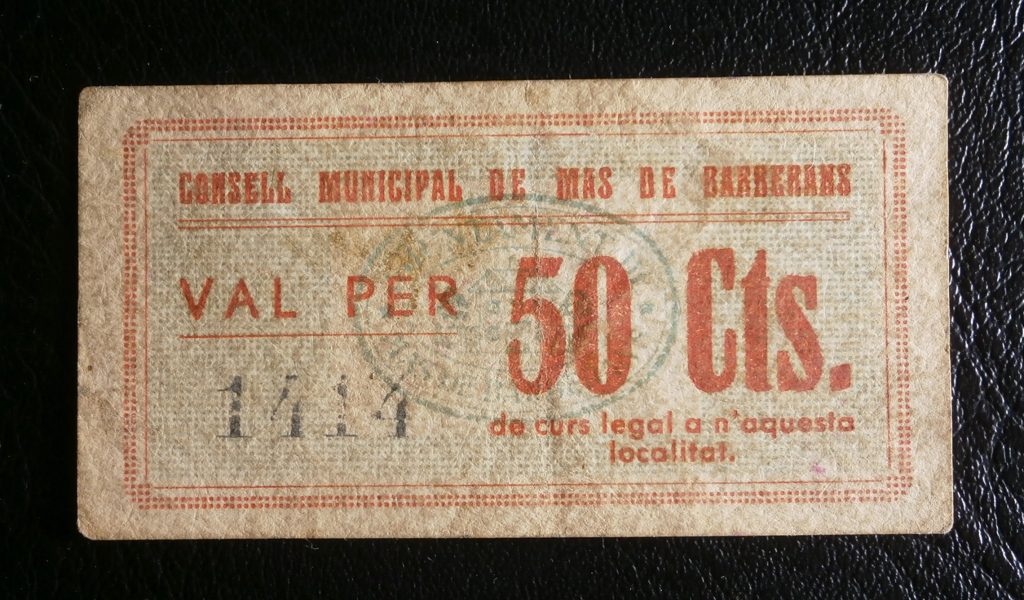 CONSELL MUNICIPAL DE MAS DE BARBERANS
VAL PER 50 Cts.
1414
de curs legal a n'aquesta
localitat.